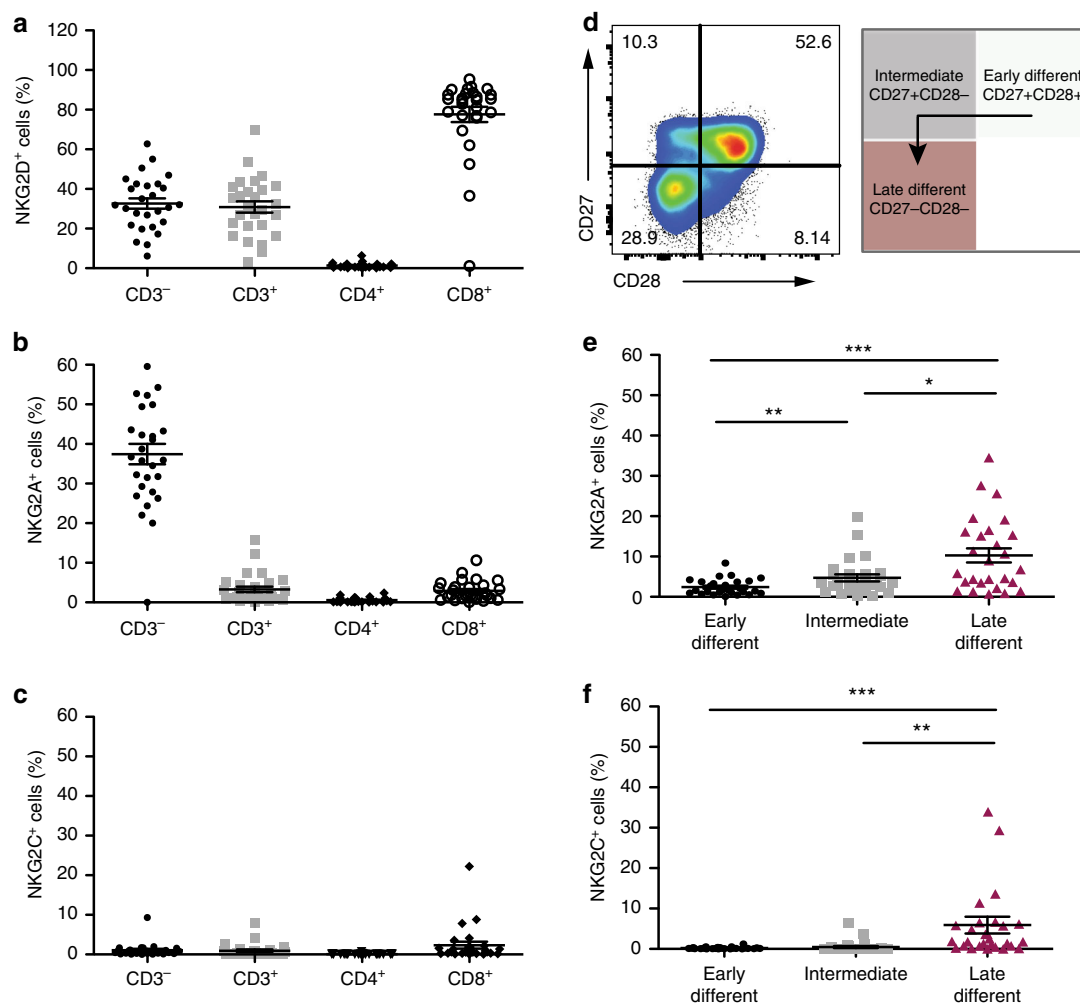 a
NKG2D+ cells (%)
120
100
80
60
40
20
0
CD3−
CD3+
CD4+
CD8+
b
NKG2A+ cells (%)
60
50
40
30
20
10
0
CD3−
CD3+
CD4+
CD8+
c
NKG2C+ cells (%)
60
50
40
30
20
10
0
CD3−
CD3+
CD4+
CD8+
d
10.3
52.6
28.9
8.14
CD27
CD28
Intermediate
CD27+CD28−
Early different
CD27+CD28+
Late different
CD27−CD28−
e
NKG2A+ cells (%)
60
50
40
30
20
10
0
***
*
**
Early
different
Intermediate
Late
different
f
NKG2C+ cells (%)
60
50
40
30
20
10
0
***
**
Early
different
Intermediate
Late
different